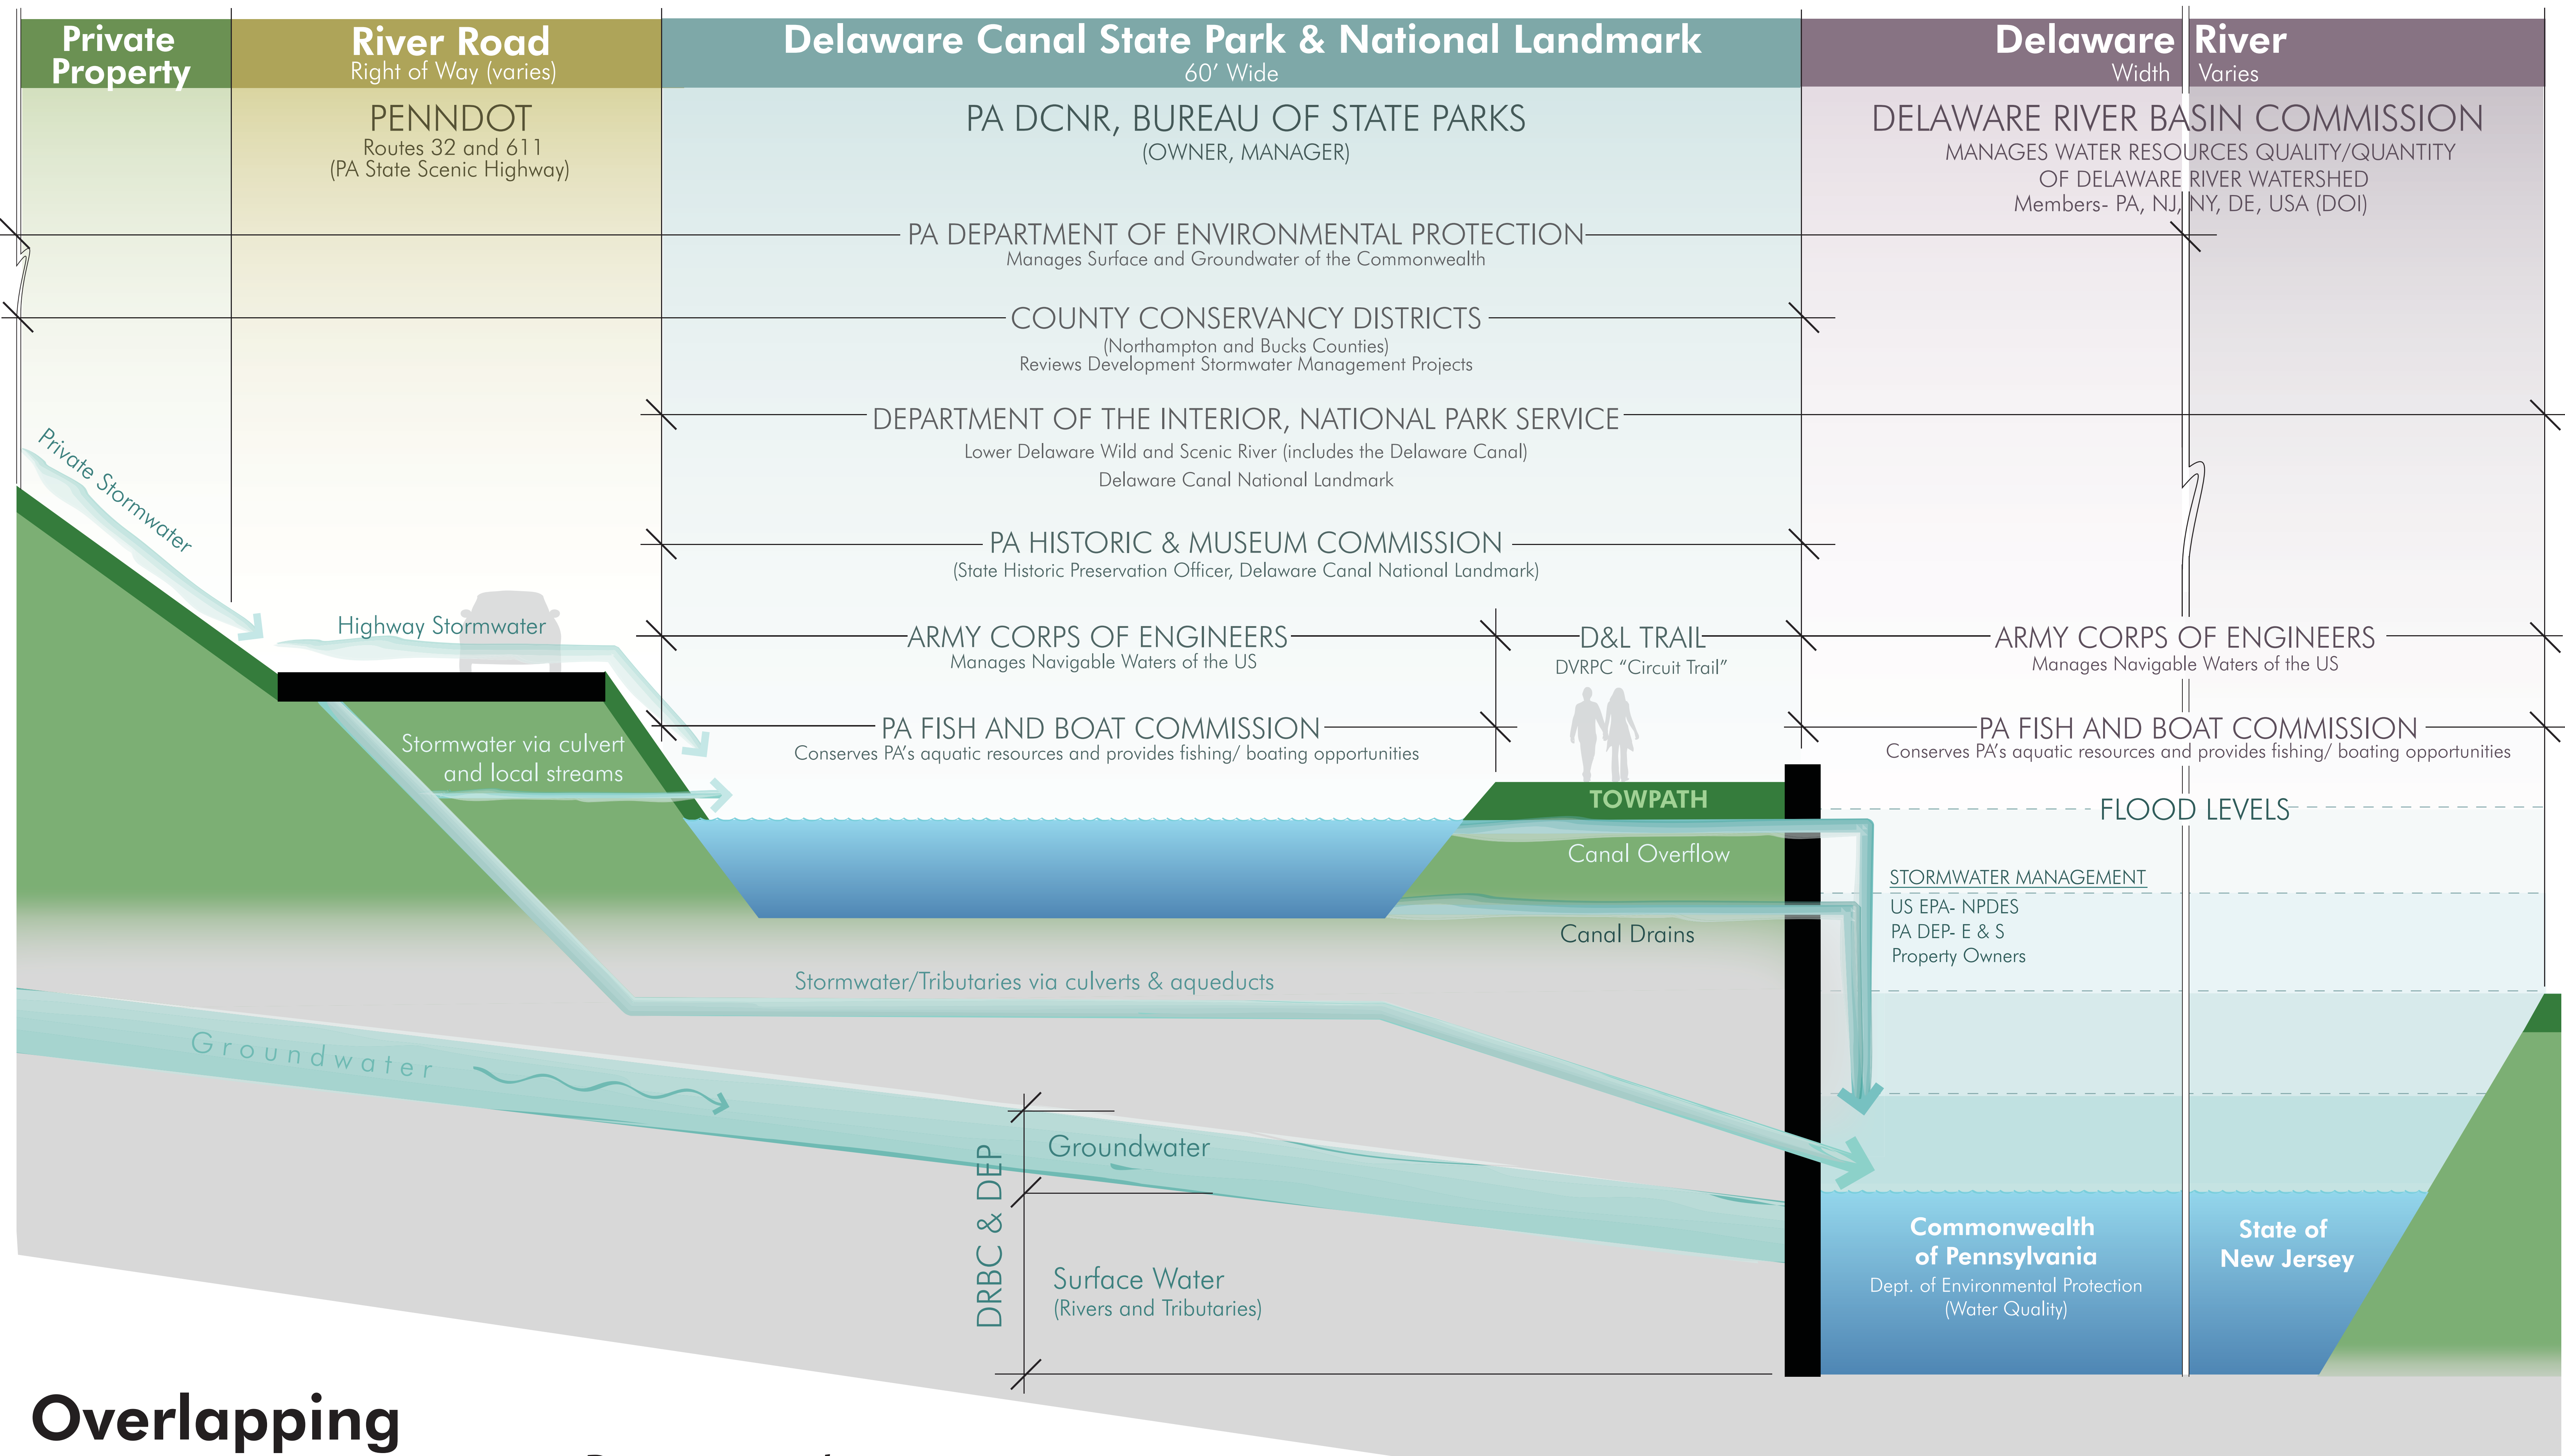 Private
Property
River Road
Right of Way (varies)
Delaware Canal State Park & National Landmark
60' Wide
Delaware River
Width Varies
PENNDOT
Routes 32 and 611
(PA State Scenic Highway)
PA DCNR, BUREAU OF STATE PARKS
(OWNER, MANAGER)
DELAWARE RIVER BASIN COMMISSION
MANAGES WATER RESOURCES QUALITY/QUANTITY
OF DELAWARE RIVER WATERSHED
Members- PA, NJ, NY, DE, USA (DOI)
PA DEPARTMENT OF ENVIRONMENTAL PROTECTION
Manages Surface and Groundwater of the Commonwealth
COUNTY CONSERVANCY DISTRICTS
(Northampton and Bucks Counties)
Reviews Development Stormwater Management Projects
DEPARTMENT OF THE INTERIOR, NATIONAL PARK SERVICE
Lower Delaware Wild and Scenic River (includes the Delaware Canal)
Delaware Canal National Landmark
PA HISTORIC & MUSEUM COMMISSION
(State Historic Preservation Officer, Delaware Canal National Landmark)
Private Stormwater
Highway Stormwater
ARMY CORPS OF ENGINEERS
Manages Navigable Waters of the US
D&L TRAIL
DVRPC “Circuit Trail”
ARMY CORPS OF ENGINEERS
Manages Navigable Waters of the US
PA FISH AND BOAT COMMISSION
Conserves PA's aquatic resources and provides fishing/ boating opportunities
PA FISH AND BOAT COMMISSION
Conserves PA's aquatic resources and provides fishing/ boating opportunities
Stormwater via culvert
and local streams
TOWPATH
FLOOD LEVELS
Canal Overflow
STORMWATER MANAGEMENT
US EPA- NPDES
PA DEP- E & S
Property Owners
Canal Drains
Stormwater/Tributaries via culverts & aqueducts
Groundwater
DRBC & DEP
Groundwater
Surface Water
(Rivers and Tributaries)
Commonwealth
of Pennsylvania
Dept. of Environmental Protection
(Water Quality)
State of
New Jersey
Overlapping